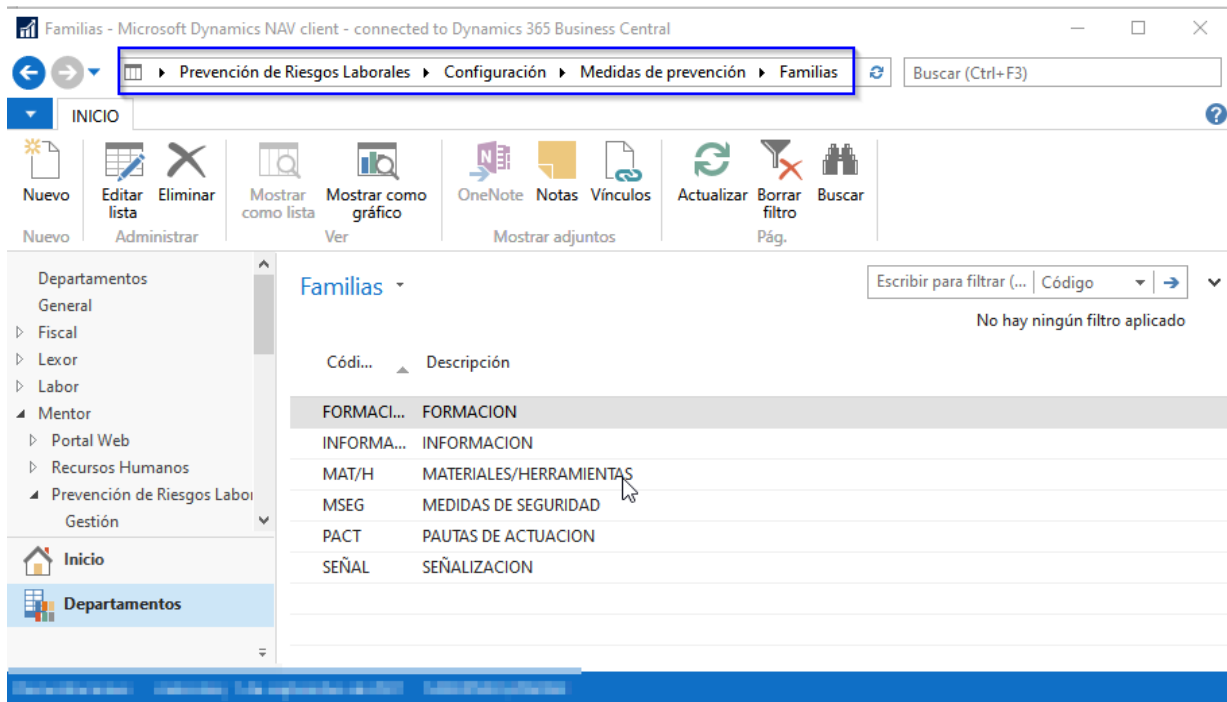 Familias - Microsoft Dynamics NAV client - connected to Dynamics 365 Business Central
Prevención de Riesgos Laborales Configuración Medidas de prevención Familias
Buscar (Ctrl+F3)
INICIO
Nuevo
Editar lista
Eliminar
Mostrar como lista
Mostrar como gráfico
OneNote
Notas
Vínculos
Actualizar
Borrar filtro
Buscar
Nuevo
Administrar
Ver
Mostrar adjuntos
Pág.
Departamentos
General
Fiscal
Lexor
Labor
Mentor
Portal Web
Recursos Humanos
Prevención de Riesgos Labor
Gestión
Inicio
Departamentos
Familias
Escribir para filtrar (... Código
No hay ningún filtro aplicado
Códi... Descripción
FORMACI... FORMACION
INFORMA... INFORMACION
MAT/H MATERIALES/HERRAMIENTAS
MSEG MEDIDAS DE SEGURIDAD
PACT PAUTAS DE ACTUACION
SEÑAL SEÑALIZACION